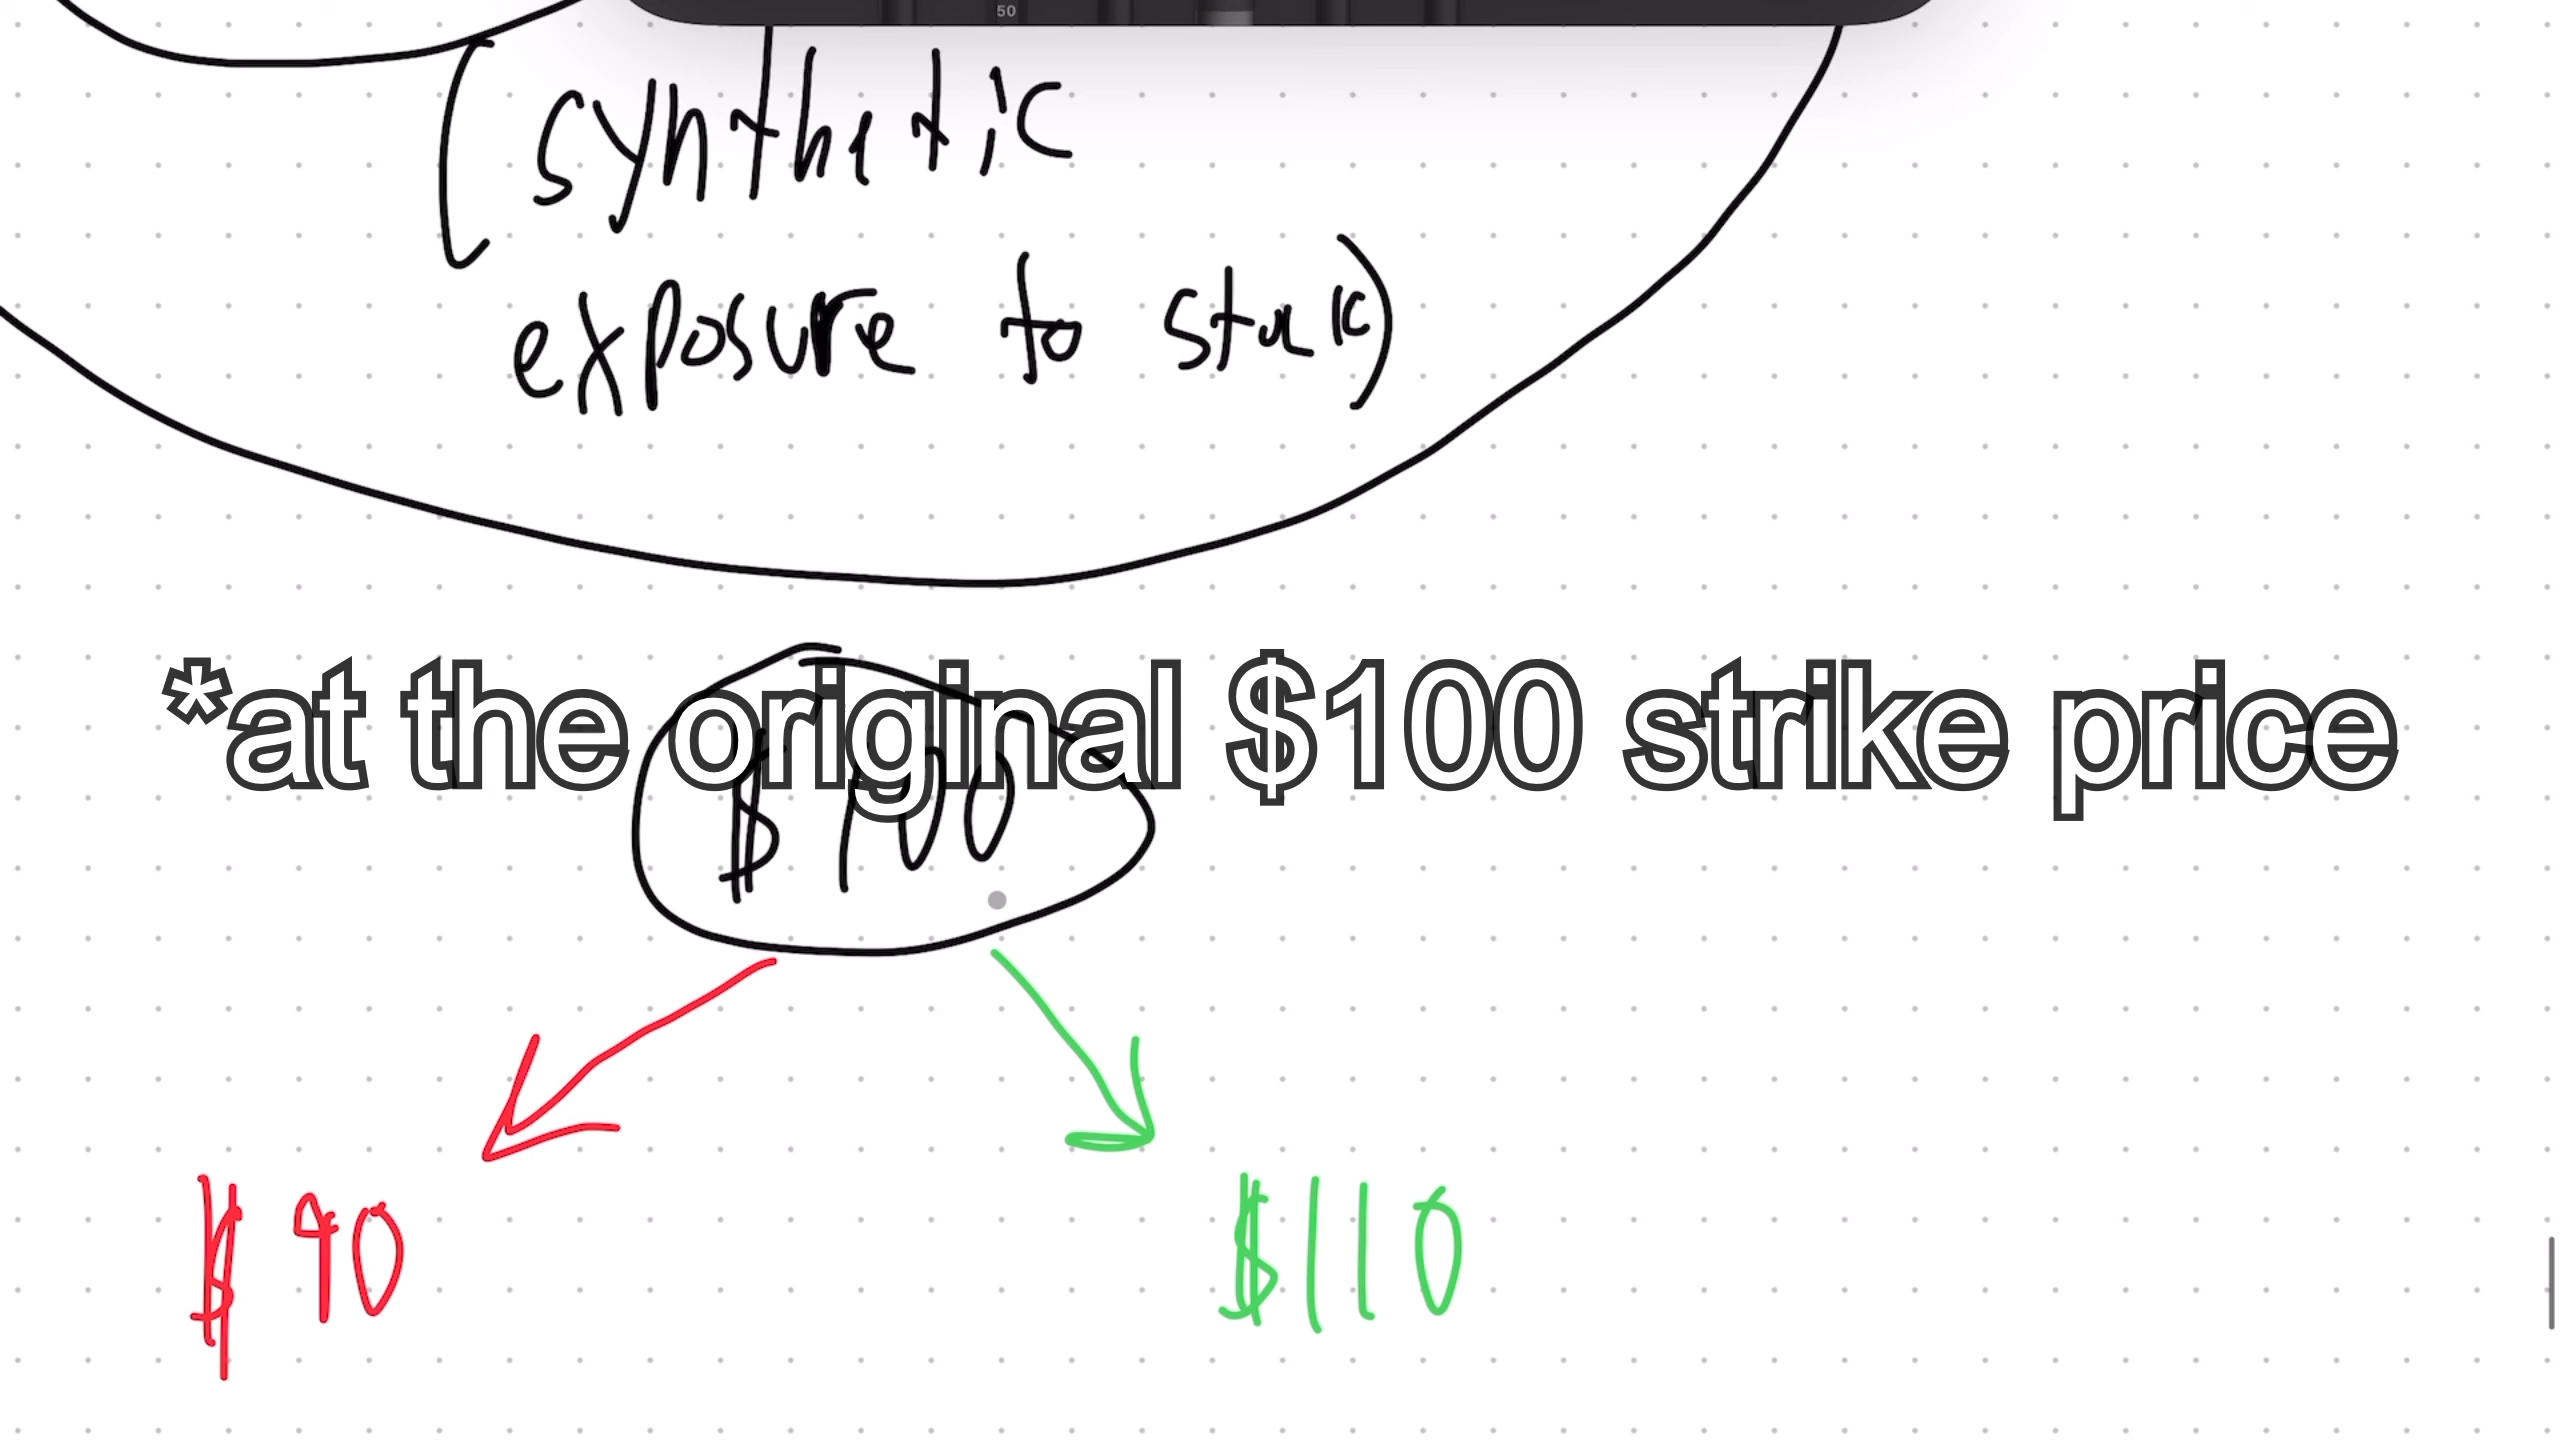 50
(synthetic
exposure to stock)
*at the original $100 strike price
$100
$90
$110